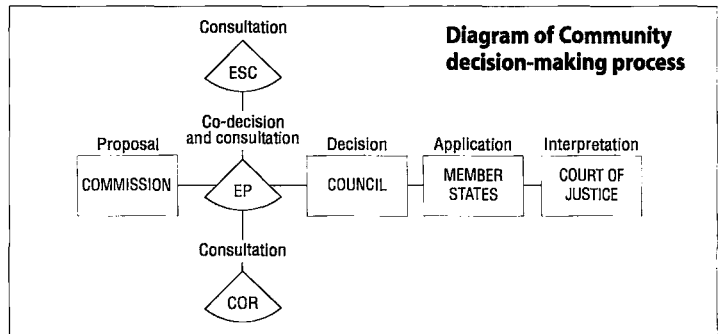 Diagram of Community
decision-making process
Consultation
ESC
Co-decision
and consultation
Proposal
COMMISSION
EP
Decision
COUNCIL
Application
MEMBER
STATES
Interpretation
COURT OF
JUSTICE
Consultation
COR